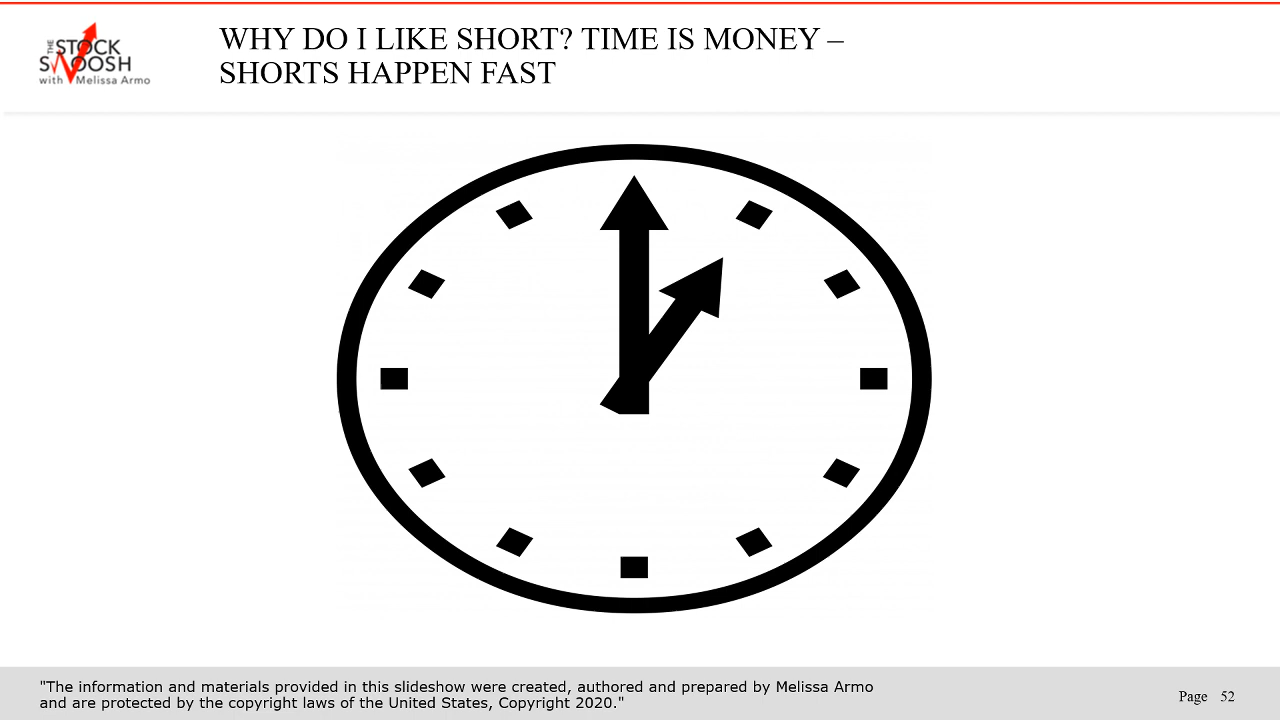 THE
STOCK
SWOOSH
with Melissa Armo
WHY DO I LIKE SHORT? TIME IS MONEY –
SHORTS HAPPEN FAST
"The information and materials provided in this slideshow were created, authored and prepared by Melissa Armo
and are protected by the copyright laws of the United States, Copyright 2020."
Page 52